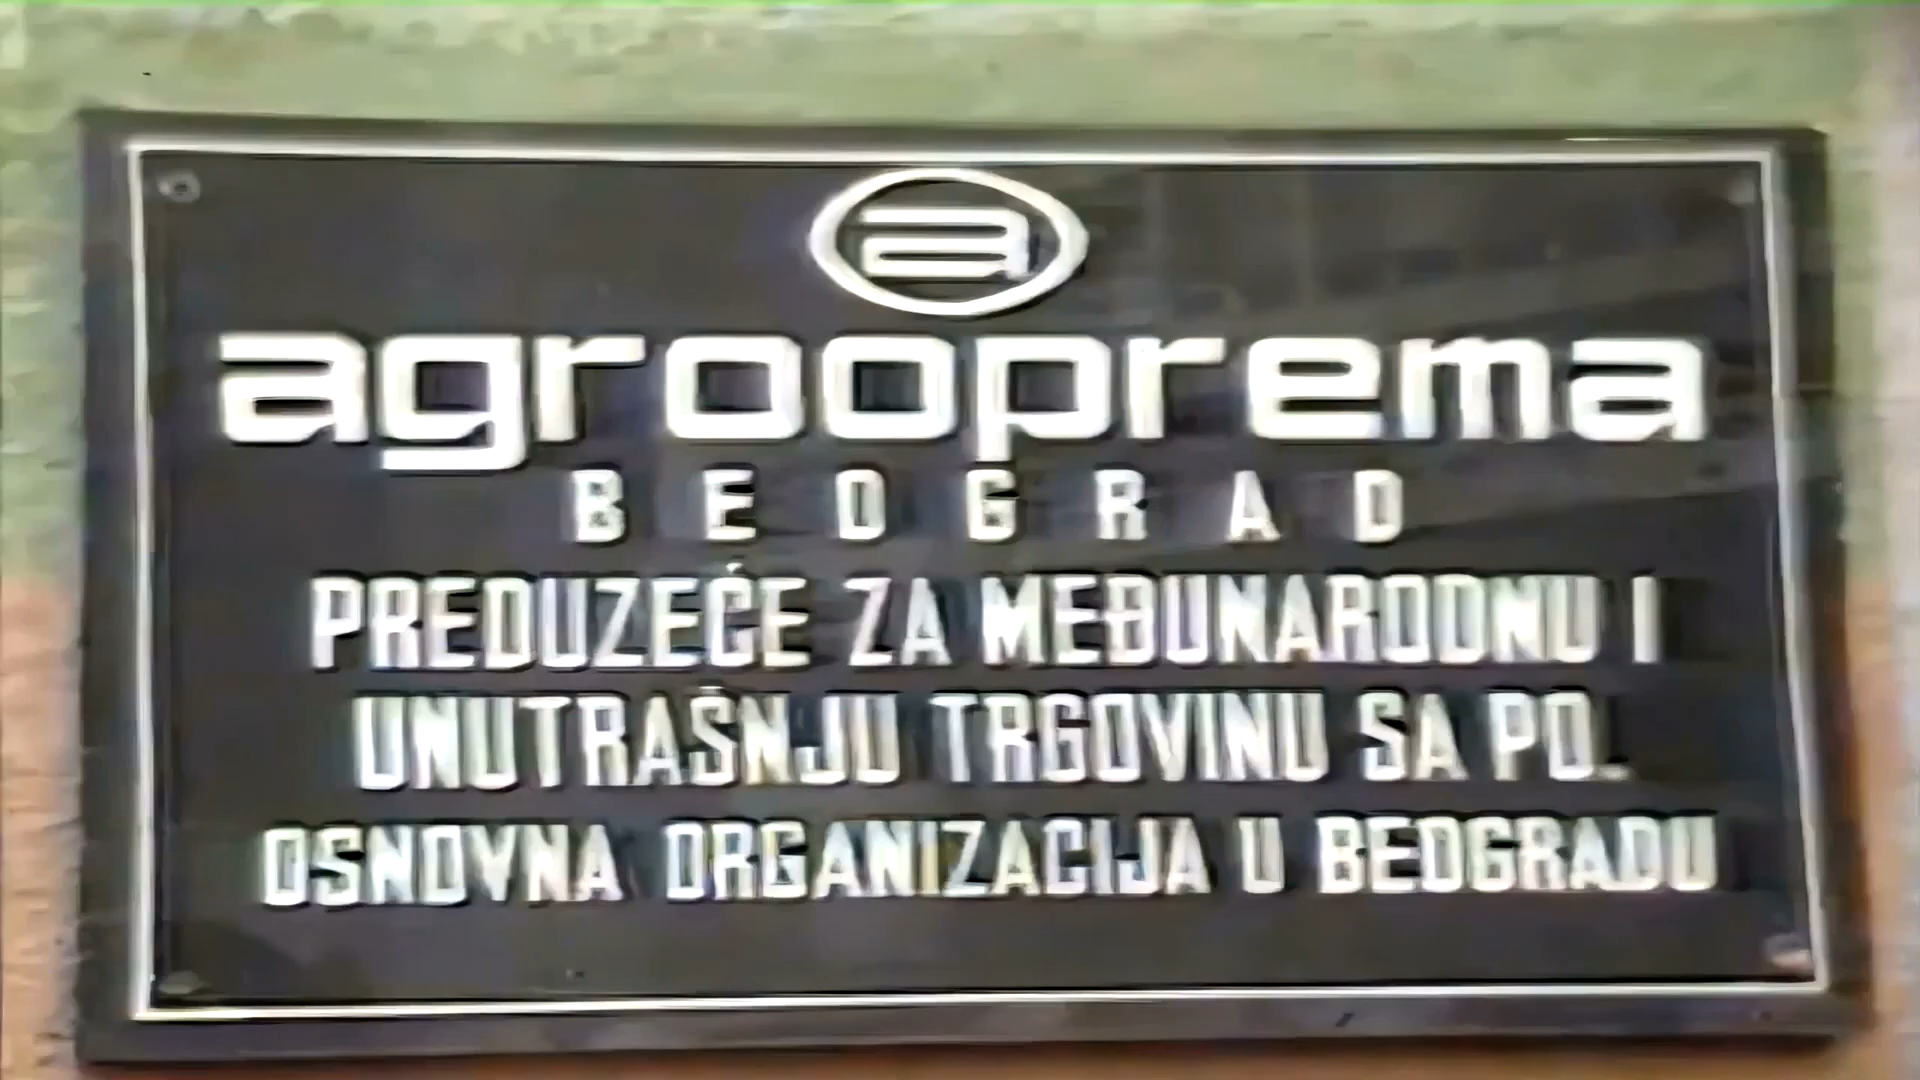 a
agrooprema
BEOGRAD
PREDUZEĆE ZA MEĐUNARODNU I
UNUTRAŠNJU TRGOVINU SA PO.
OSNOVNA ORGANIZACIJA U BEOGRADU